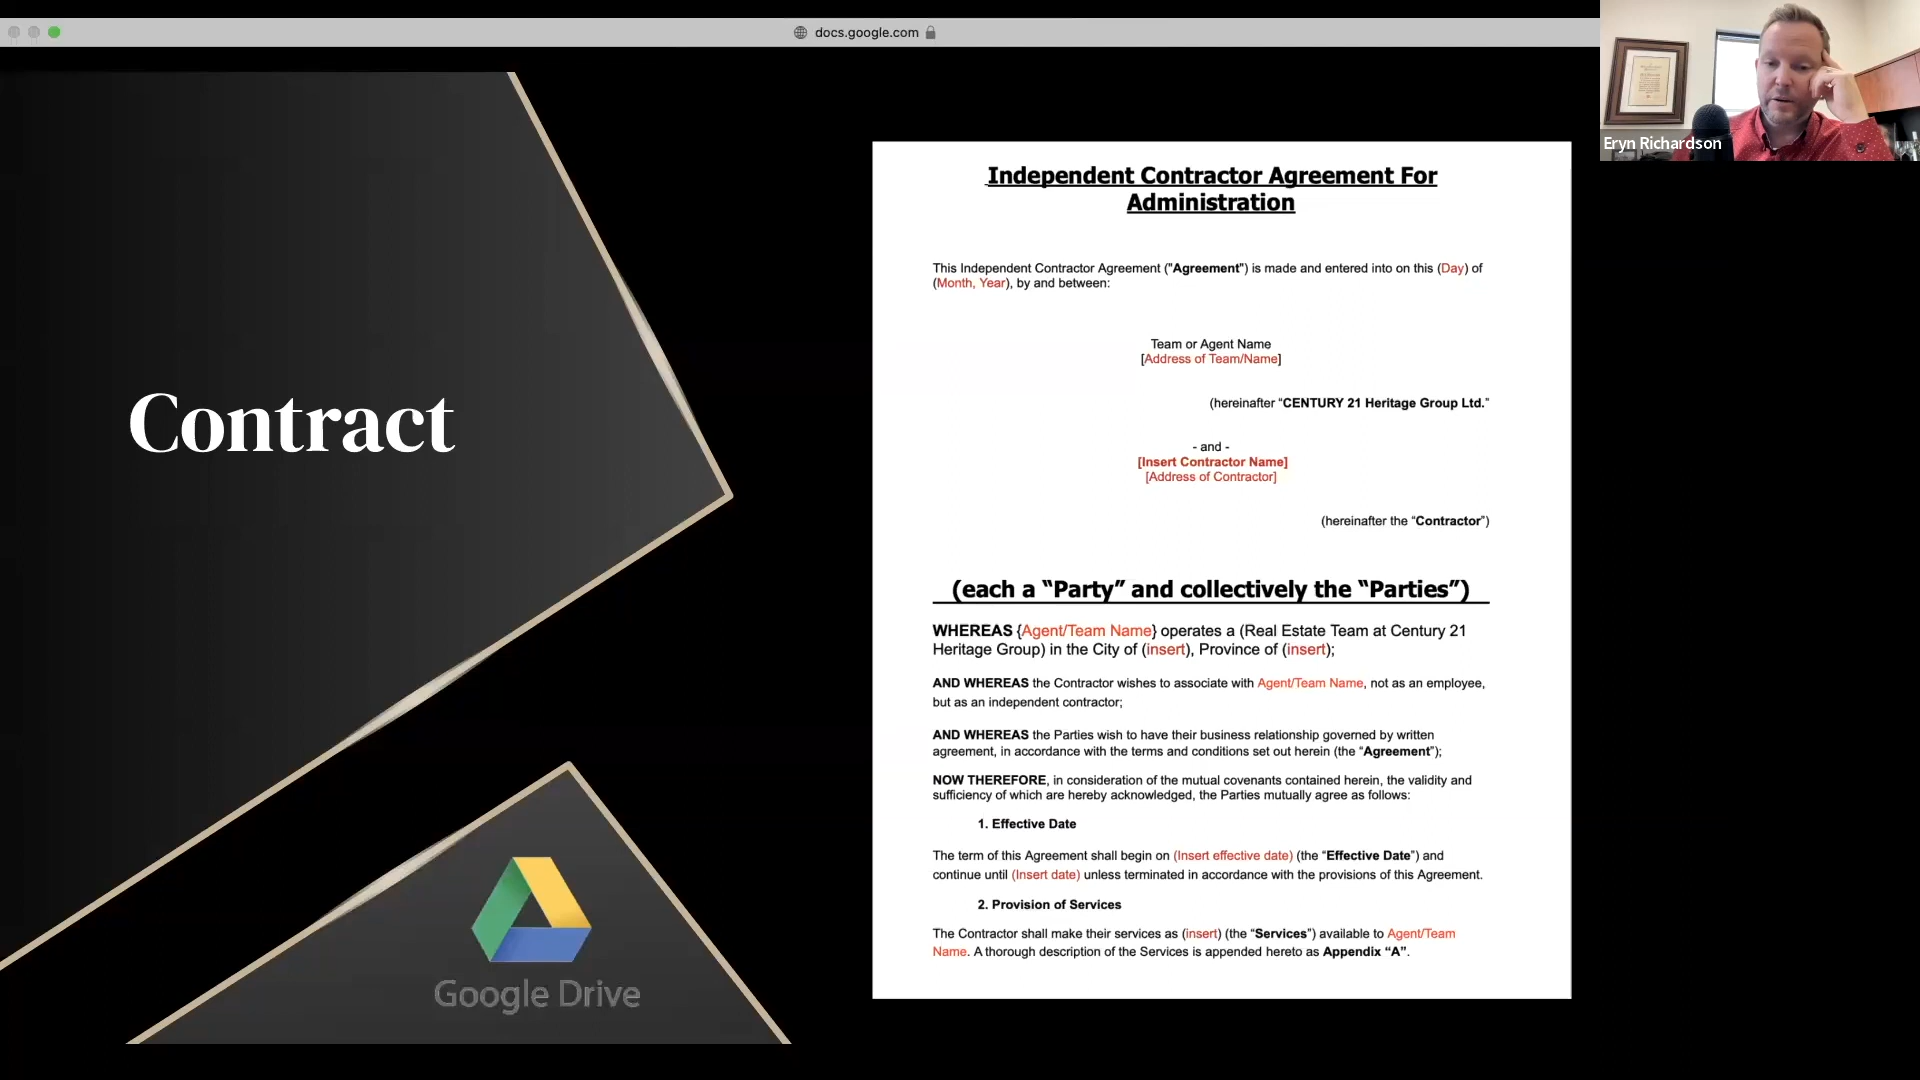 docs.google.com
Eryn Richardson
Contract
Google Drive
Independent Contractor Agreement For
Administration
This Independent Contractor Agreement ("Agreement") is made and entered into on this (Day) of
(Month, Year), by and between:
Team or Agent Name
[Address of Team/Name]
(hereinafter “CENTURY 21 Heritage Group Ltd.”
- and -
[Insert Contractor Name]
[Address of Contractor]
(hereinafter the “Contractor”)
(each a “Party” and collectively the “Parties”)
WHEREAS {Agent/Team Name} operates a (Real Estate Team at Century 21
Heritage Group) in the City of (insert), Province of (insert);
AND WHEREAS the Contractor wishes to associate with Agent/Team Name, not as an employee,
but as an independent contractor;
AND WHEREAS the Parties wish to have their business relationship governed by written
agreement, in accordance with the terms and conditions set out herein (the “Agreement”);
NOW THEREFORE, in consideration of the mutual covenants contained herein, the validity and
sufficiency of which are hereby acknowledged, the Parties mutually agree as follows:
1. Effective Date
The term of this Agreement shall begin on (Insert effective date) (the “Effective Date”) and
continue until (Insert date) unless terminated in accordance with the provisions of this Agreement.
2. Provision of Services
The Contractor shall make their services as (insert) (the “Services”) available to Agent/Team
Name. A thorough description of the Services is appended hereto as Appendix “A”.